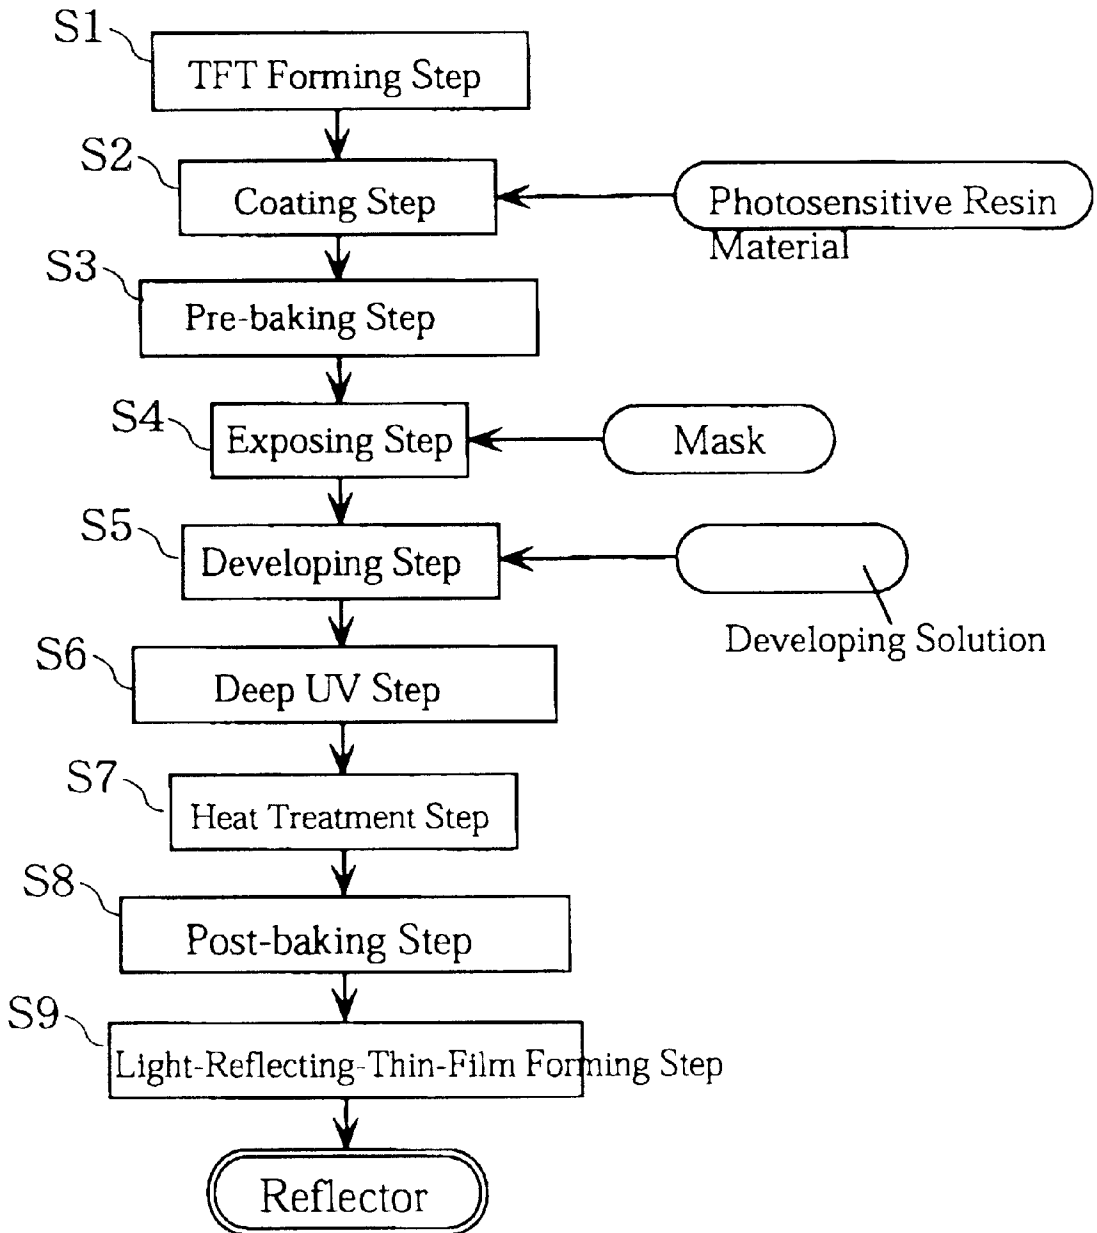 S1
TFT Forming Step
S2
Coating Step
Photosensitive Resin
Material
S3
Pre-baking Step
S4
Exposing Step
Mask
S5
Developing Step
Developing Solution
S6
Deep UV Step
S7
Heat Treatment Step
S8
Post-baking Step
S9
Light-Reflecting-Thin-Film Forming Step
Reflector